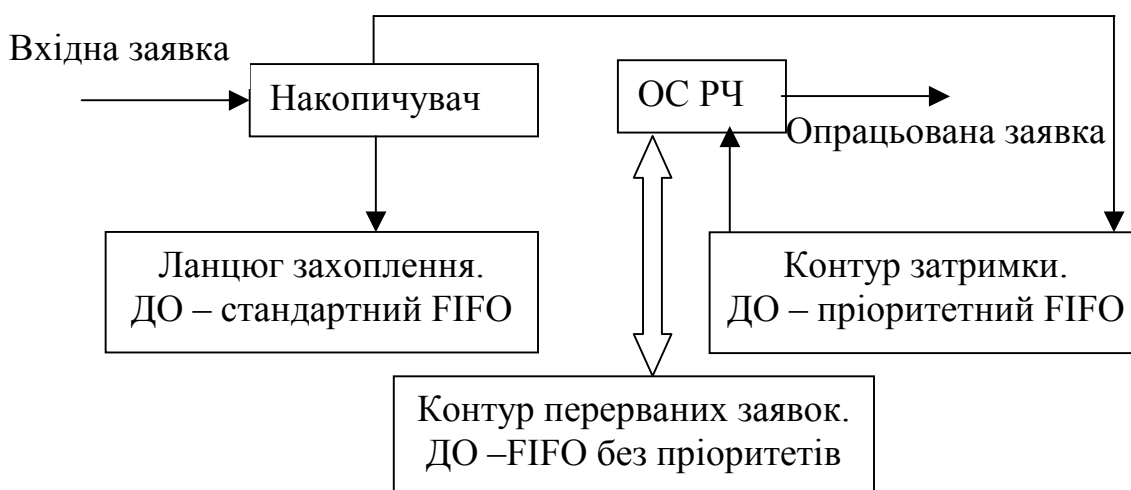 Вхідна заявка
Накопичувач
ОС РЧ
Опрацьована заявка
Ланцюг захоплення.
ДО – стандартний FIFO
Контур затримки.
ДО – пріоритетний FIFO
Контур перерваних заявок.
ДО –FIFO без пріоритетів